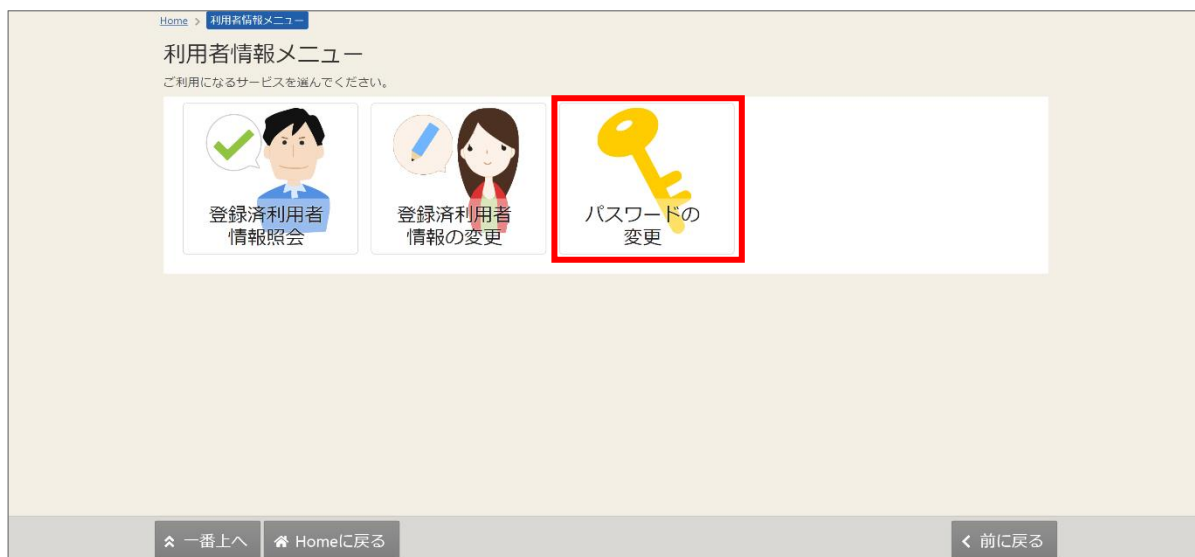 Home > 利用者情報メニュー
利用者情報メニュー
ご利用になるサービスを選んでください。
登録済利用者
情報照会
登録済利用者
情報の変更
パスワードの
変更
一番上へ
Homeに戻る
前に戻る